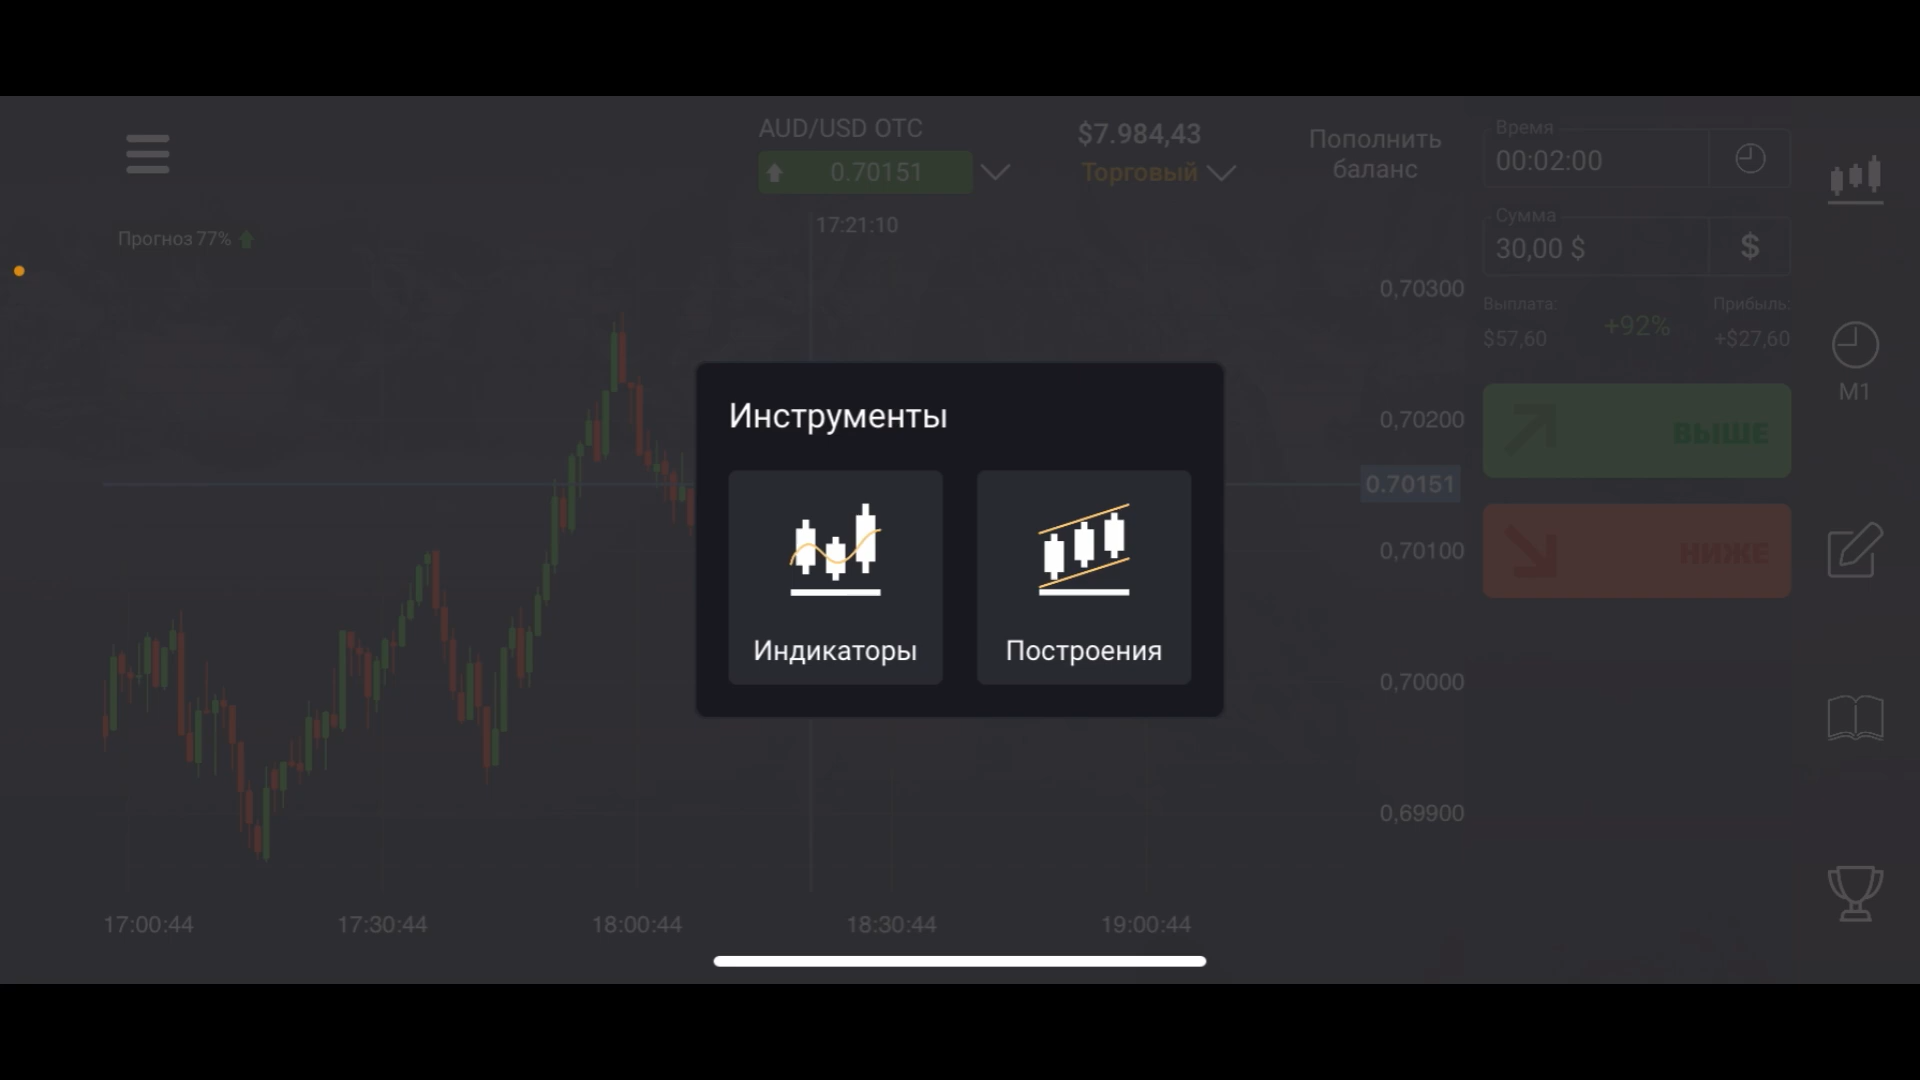 AUD/USD OTC
0.70151
$7.984,43
Торговый
Пополнить
баланс
Время
00:02:00
Сумма
30,00 $
$
Выплата:
$57,60
+92%
Прибыль:
+$27,60
ВЫШЕ
НИЖЕ
M1
Прогноз 77%
17:21:10
0,70300
0,70200
0.70151
0,70100
0,70000
0,69900
Инструменты
Индикаторы
Построения
17:00:44
17:30:44
18:00:44
18:30:44
19:00:44